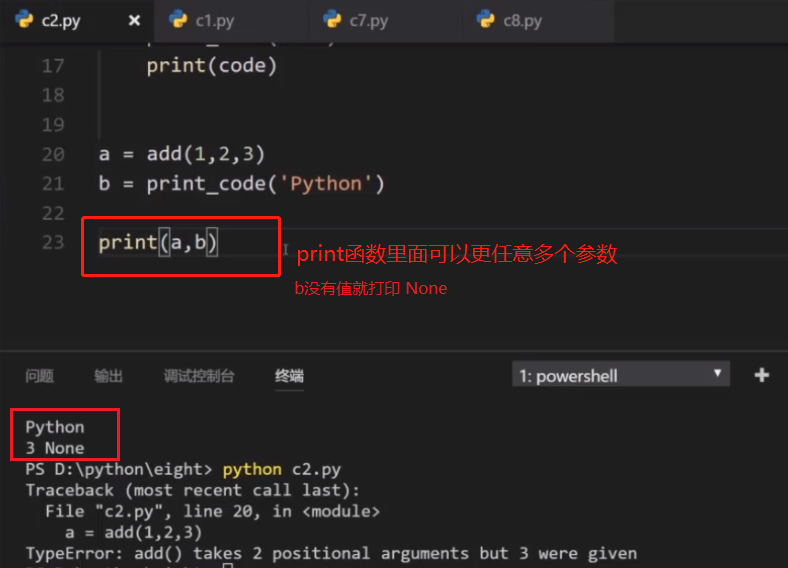 c2.py × c1.py c7.py c8.py
17 print(code)
18
19
20 a = add(1,2,3)
21 b = print_code('Python')
22
23 print(a,b)
print函数里面可以更任意多个参数
b没有值就打印 None
问题 输出 调试控制台 终端 1: powershell
Python
3 None
PS D:\python\eight> python c2.py
Traceback (most recent call last):
File "c2.py", line 20, in <module>
a = add(1,2,3)
TypeError: add() takes 2 positional arguments but 3 were given